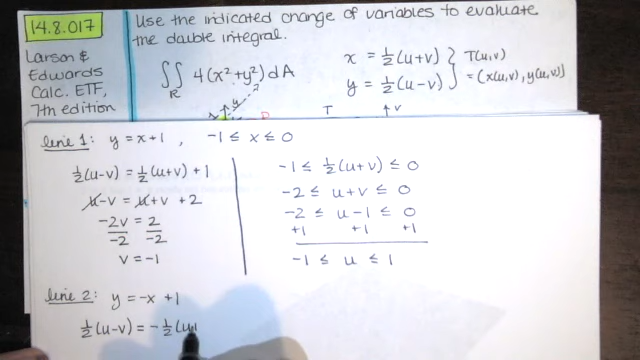 14.8.017
Use the indicated change of variables to evaluate
the double integral.
Larson &
Edwards
Calc. ETF,
7th edition
∬ 4(x²+y²) dA
R
x = ½(u+v) } T(u,v)
y = ½(u-v) } = (x(u,v), y(u,v))
y
T
v
line 1: y = x+1 , -1 ≤ x ≤ 0
½(u-v) = ½(u+v) + 1
u-v = u+v + 2
-2v = 2
-2 -2
v = -1
-1 ≤ ½(u+v) ≤ 0
-2 ≤ u+v ≤ 0
-2 ≤ u-1 ≤ 0
+1 +1 +1
-1 ≤ u ≤ 1
line 2: y = -x +1
½(u-v) = -½(u